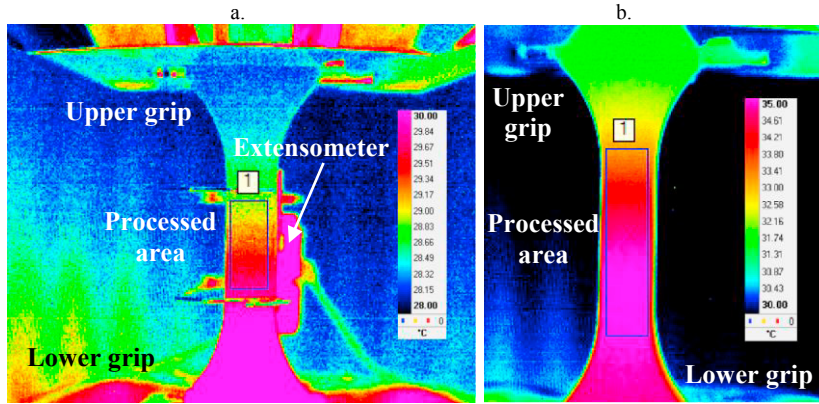 a.
b.
Upper grip
Extensometer
1
Processed
area
Lower grip
30.00
29.84
29.67
29.51
29.34
29.17
29.00
28.83
28.66
28.49
28.32
28.15
28.00
0
°C
Upper
grip
1
Processed
area
Lower grip
35.00
34.61
34.21
33.80
33.41
33.00
32.58
32.16
31.74
31.31
30.87
30.43
30.00
0
°C